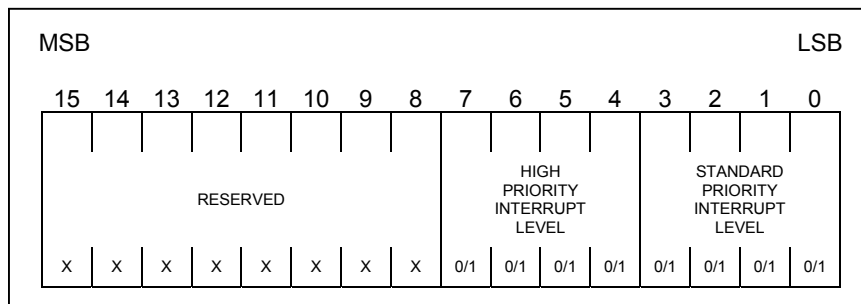 MSB LSB
15 14 13 12 11 10 9 8 7 6 5 4 3 2 1 0
RESERVED
HIGH
PRIORITY
INTERRUPT
LEVEL
STANDARD
PRIORITY
INTERRUPT
LEVEL
X X X X X X X X 0/1 0/1 0/1 0/1 0/1 0/1 0/1 0/1